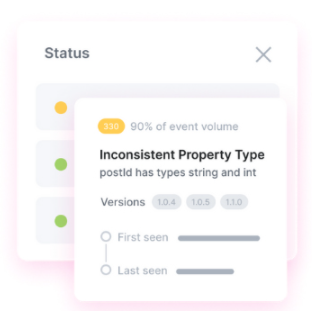 Status
330 90% of event volume
Inconsistent Property Type
postId has types string and int
Versions 1.0.4 1.0.5 1.1.0
First seen
Last seen